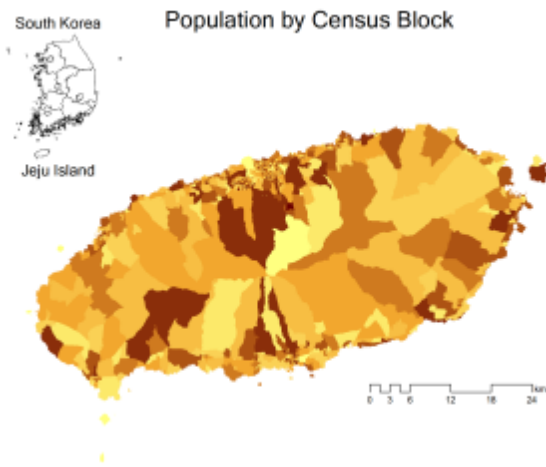 Population by Census Block
South Korea
Jeju Island
km
0 3 6 12 18 24